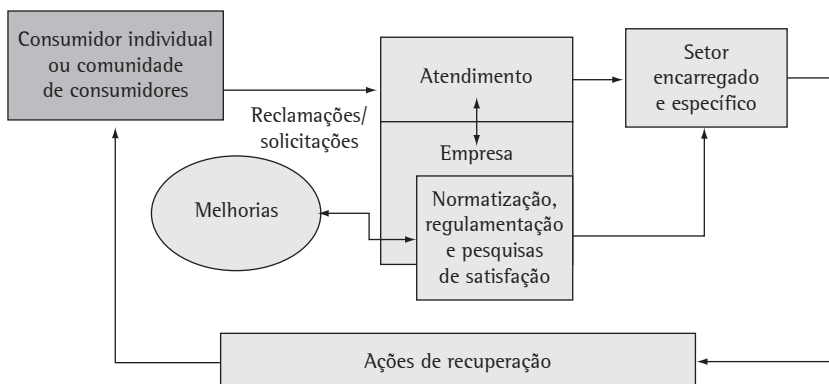 Consumidor individual
ou comunidade
de consumidores
Reclamações/
solicitações
Atendimento
Empresa
Setor
encarregado
e específico
Melhorias
Normatização,
regulamentação
e pesquisas
de satisfação
Ações de recuperação